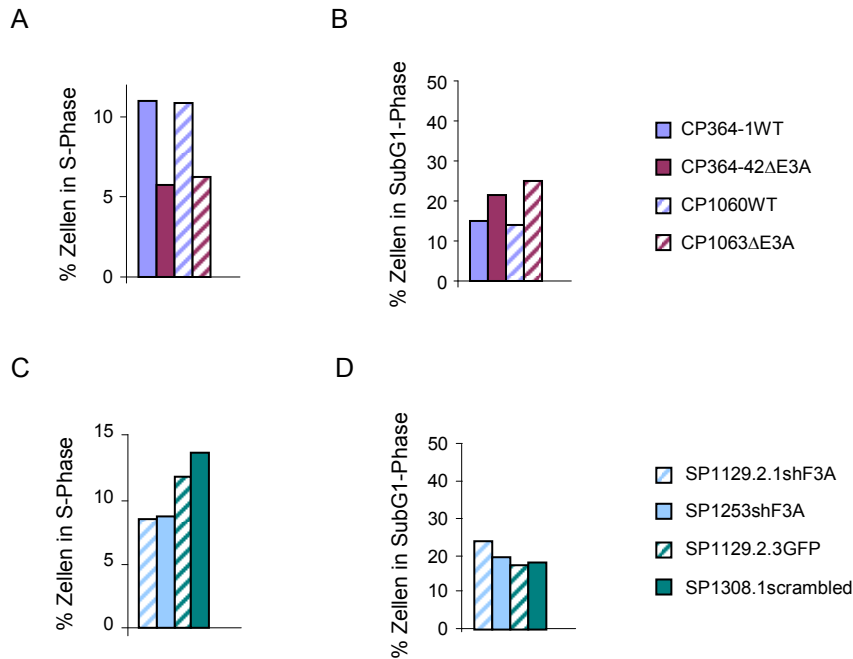 A
B
% Zellen in S-Phase
10
5
0
% Zellen in SubG1-Phase
50
40
30
20
10
0
CP364-1WT
CP364-42ΔE3A
CP1060WT
CP1063ΔE3A
C
D
% Zellen in S-Phase
15
10
5
0
% Zellen in SubG1-Phase
50
40
30
20
10
0
SP1129.2.1shF3A
SP1253shF3A
SP1129.2.3GFP
SP1308.1scrambled